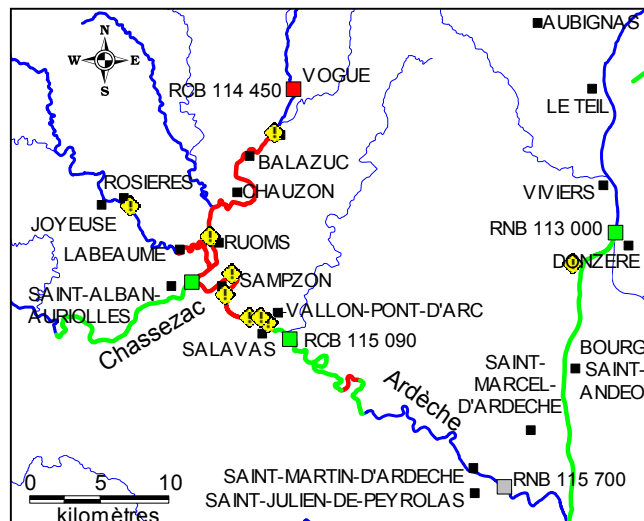 N
W E
S
AUBIGNAS
VOGUE
RCB 114 450
LE TEIL
BALAZUC
CHAUZON
VIVIERS
ROSIERES
JOYEUSE
RUOMS
RNB 113 000
LABEAUME
DONZERE
SAMPZON
SAINT-ALBAN-
AURIOLLES
Chassezac
VALLON-PONT-D'ARC
SALAVAS
RCB 115 090
BOURG
SAINT-
ANDEO
SAINT-
MARCEL-
D'ARDECHE
Ardèche
SAINT-MARTIN-D'ARDECHE
RNB 115 700
SAINT-JULIEN-DE-PEYROLAS
0 5 10
kilomètres